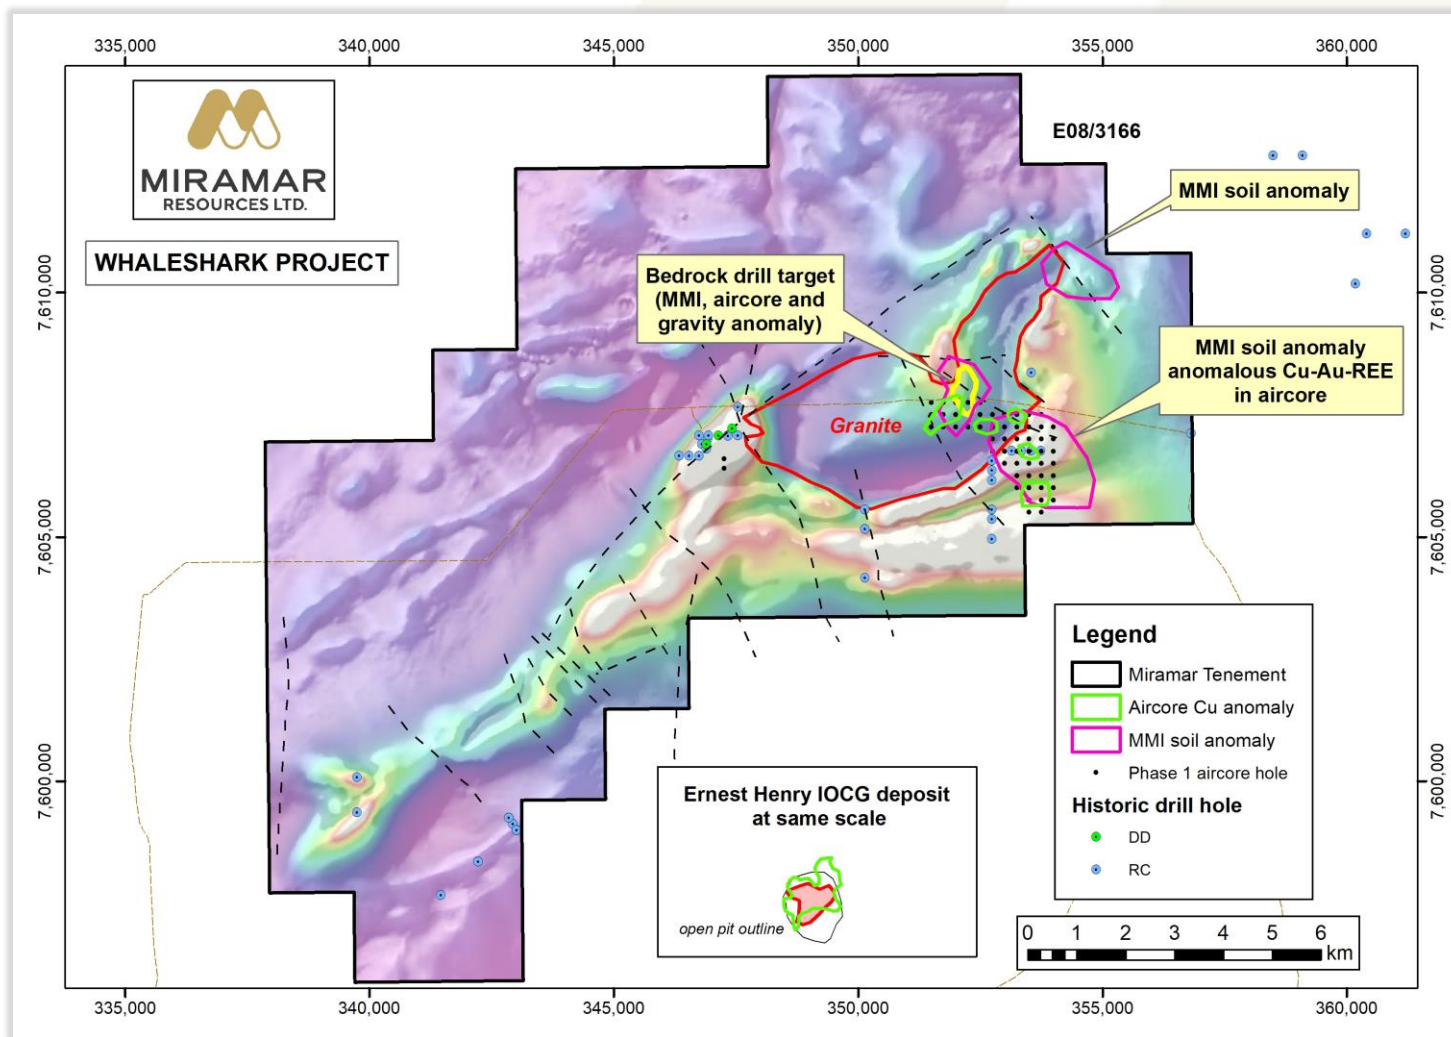 335,000
340,000
345,000
350,000
355,000
360,000
MIRAMAR
RESOURCES LTD.
WHALESHARK PROJECT
E08/3166
MMI soil anomaly
Bedrock drill target
(MMI, aircore and
gravity anomaly)
MMI soil anomaly
anomalous Cu-Au-REE
in aircore
Granite
7,610,000
7,605,000
7,600,000
7,610,000
7,605,000
7,600,000
Ernest Henry IOCG deposit
at same scale
open pit outline
Legend
Miramar Tenement
Aircore Cu anomaly
MMI soil anomaly
Phase 1 aircore hole
Historic drill hole
DD
RC
0 1 2 3 4 5 6
km
335,000
340,000
345,000
350,000
355,000
360,000